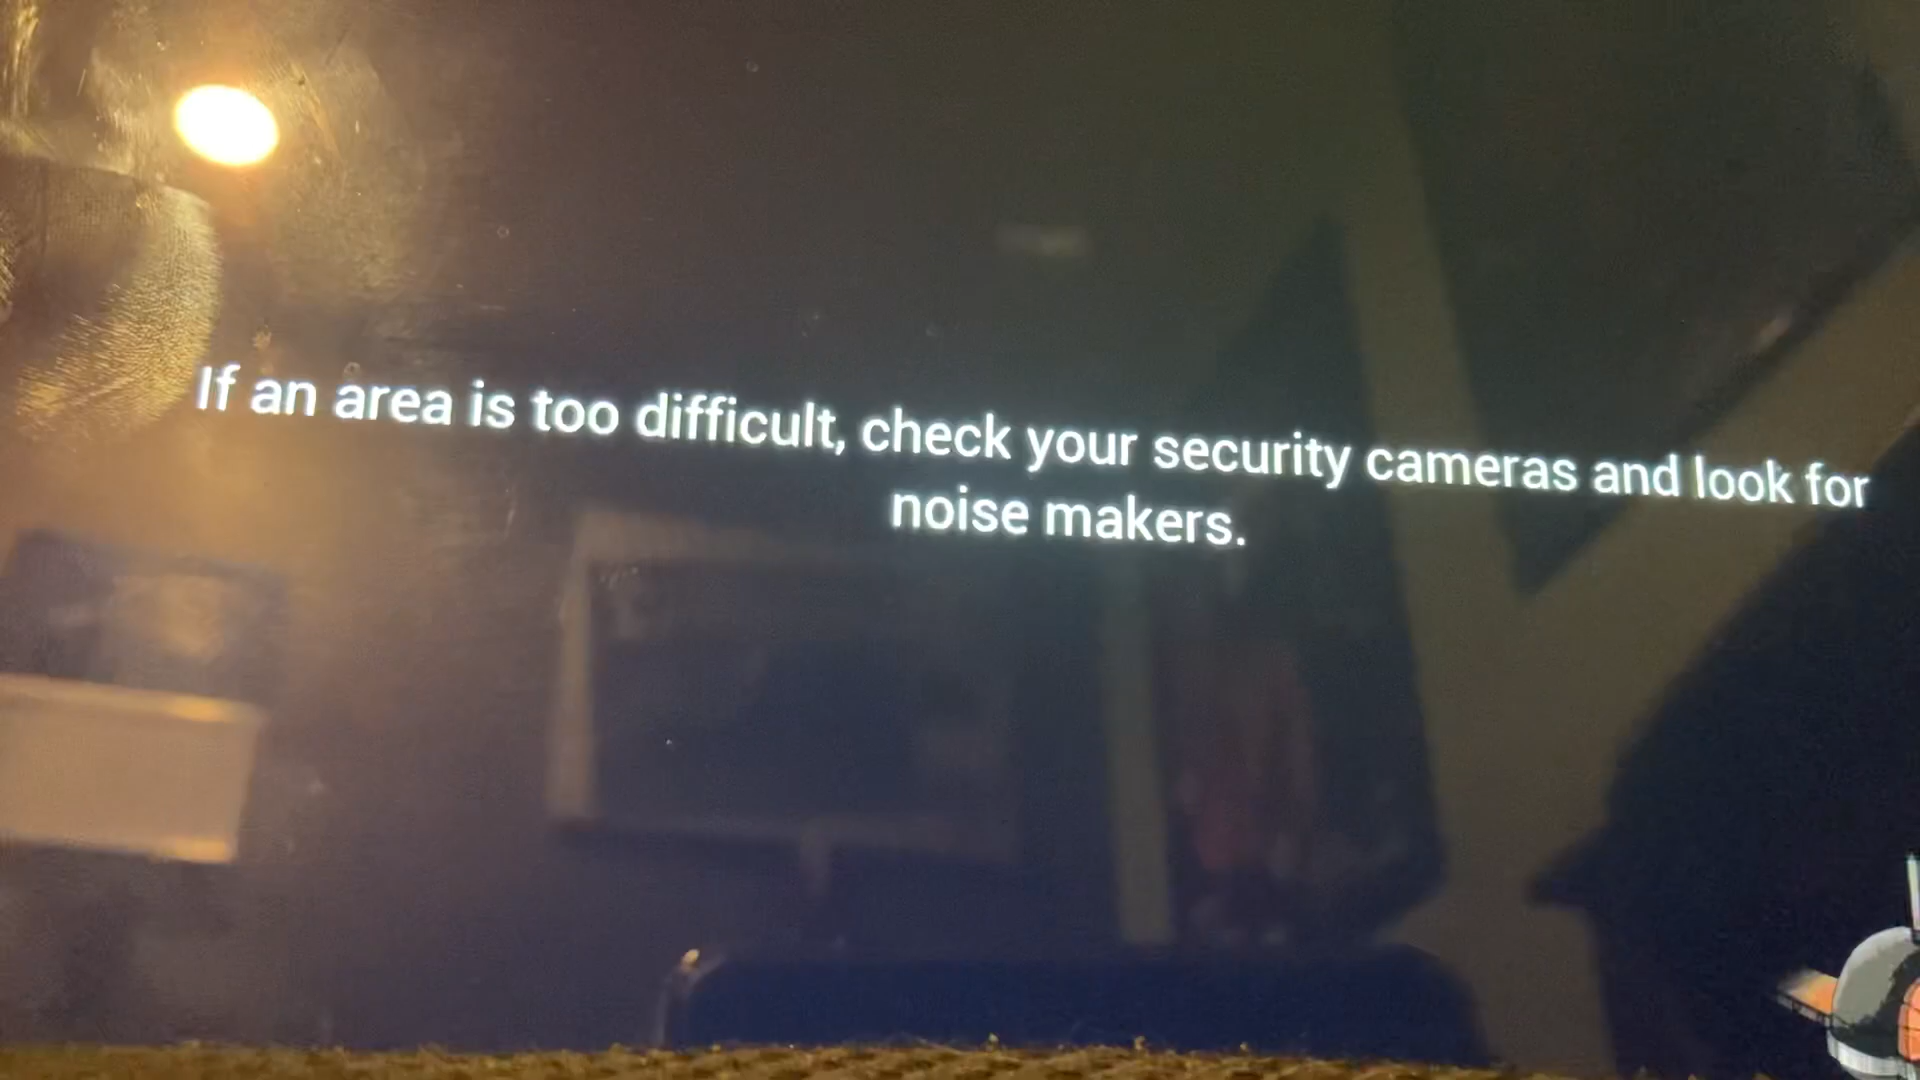 If an area is too difficult, check your security cameras and look for
noise makers.